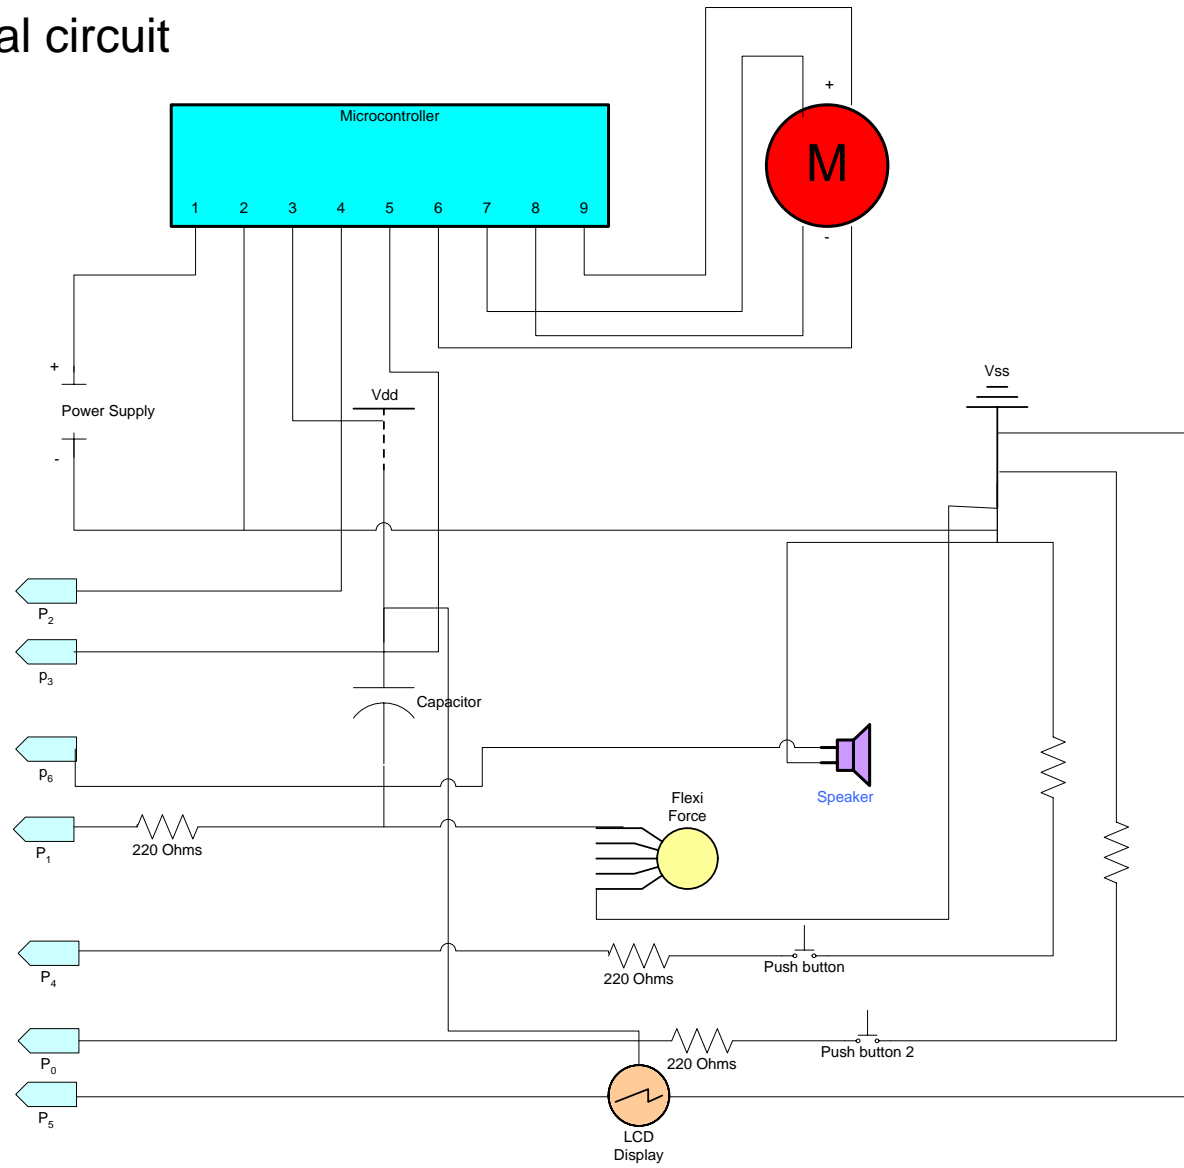 al circuit
Microcontroller
1 2 3 4 5 6 7 8 9
+
M
-
+
Power Supply
-
Vdd
Vss
P2
p3
Capacitor
p6
Speaker
Flexi
Force
P1
220 Ohms
P4
220 Ohms
Push button
P0
220 Ohms
Push button 2
P5
LCD
Display